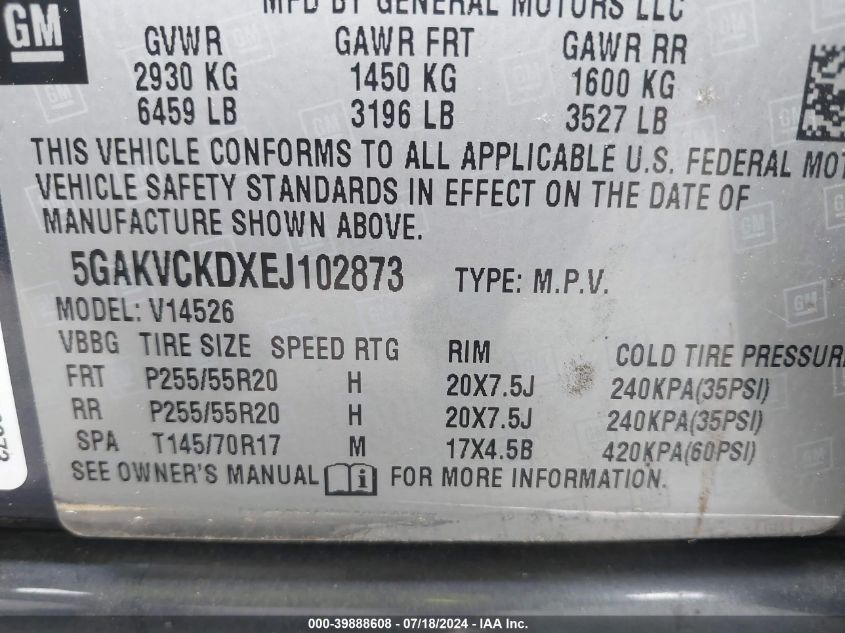 MFD BY GENERAL MOTORS LLC
GM
GVWR GAWR FRT GAWR RR
2930 KG 1450 KG 1600 KG
6459 LB 3196 LB 3527 LB
THIS VEHICLE CONFORMS TO ALL APPLICABLE U.S. FEDERAL MOT
VEHICLE SAFETY STANDARDS IN EFFECT ON THE DATE OF
MANUFACTURE SHOWN ABOVE.
5GAKVCKDXEJ102873 TYPE: M.P.V.
MODEL: V14526
VBBG TIRE SIZE SPEED RTG RIM COLD TIRE PRESSURE
FRT P255/55R20 H 20X7.5J 240KPA(35PSI)
RR P255/55R20 H 20X7.5J 240KPA(35PSI)
SPA T145/70R17 M 17X4.5B 420KPA(60PSI)
SEE OWNER'S MANUAL FOR MORE INFORMATION.
000-39888608 - 07/18/2024 - IAA Inc.